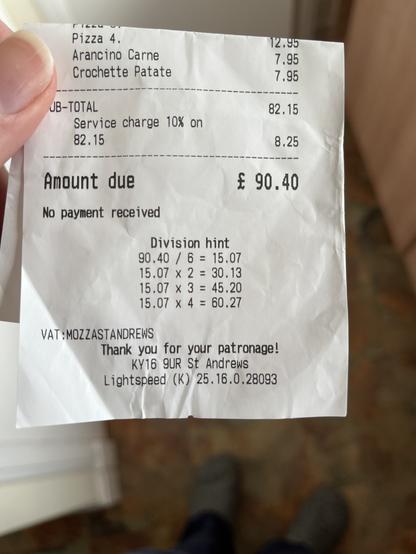 Pizza 4. 12.95
Arancino Carne 7.95
Crochette Patate 7.95
UB-TOTAL 82.15
Service charge 10% on
82.15 8.25
Amount due £ 90.40
No payment received
Division hint
90.40 / 6 = 15.07
15.07 x 2 = 30.13
15.07 x 3 = 45.20
15.07 x 4 = 60.27
VAT:MOZZASTANDREWS
Thank you for your patronage!
KY16 9UR St Andrews
Lightspeed (K) 25.16.0.28093